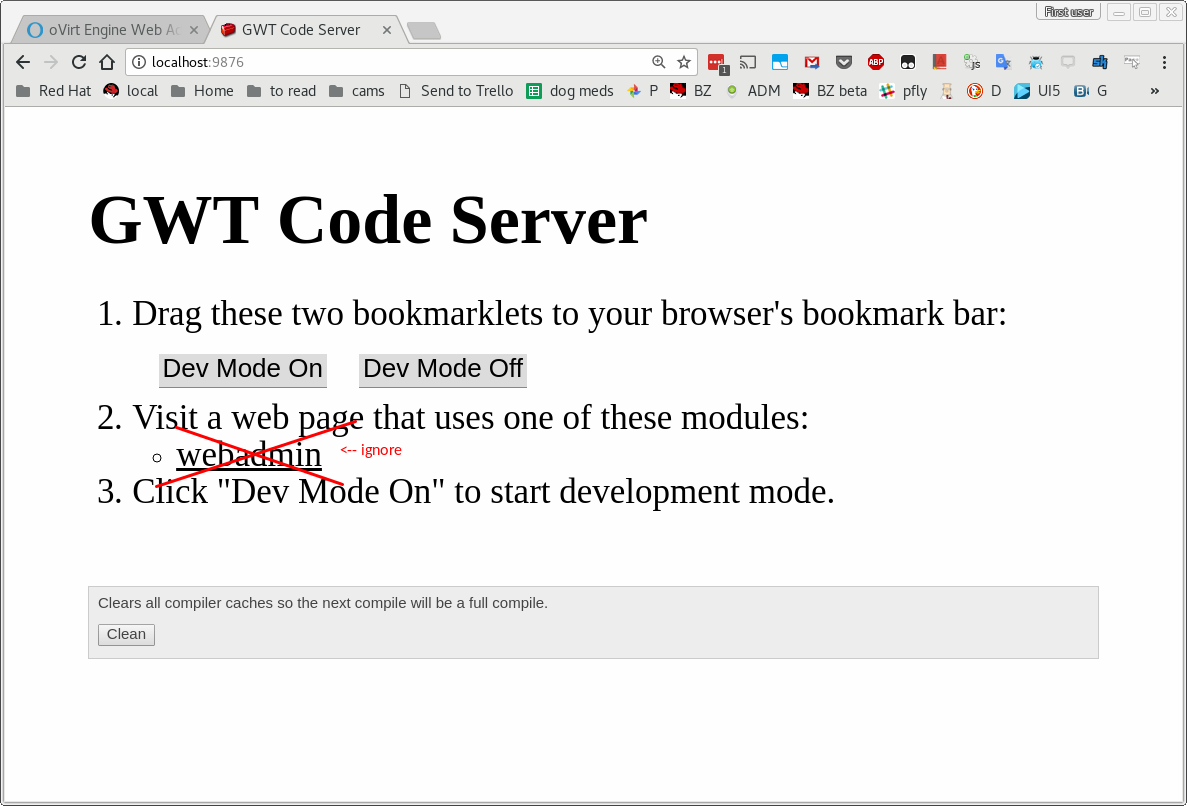 First user
oVirt Engine Web Ad
GWT Code Server
localhost:9876
1
ABP
JS
Red Hat
local
Home
to read
cams
Send to Trello
dog meds
P
BZ
ADM
BZ beta
pfly
D
UI5
G
»
GWT Code Server
1. Drag these two bookmarklets to your browser's bookmark bar:
Dev Mode On Dev Mode Off
2. Visit a web page that uses one of these modules:
webadmin <-- ignore
3. Click "Dev Mode On" to start development mode.
Clears all compiler caches so the next compile will be a full compile.
Clean